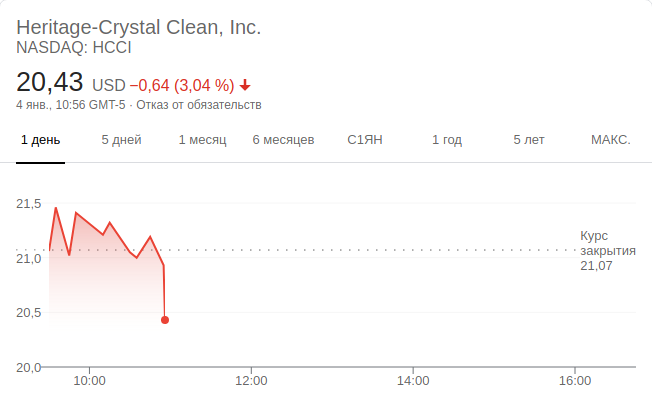 Heritage-Crystal Clean, Inc.
NASDAQ: HCCI
20,43 USD −0,64 (3,04 %)
4 янв., 10:56 GMT-5 · Отказ от обязательств
1 день 5 дней 1 месяц 6 месяцев С1ЯН 1 год 5 лет МАКС.
21,5
Курс
закрытия
21,07
21,0
20,5
20,0
10:00 12:00 14:00 16:00